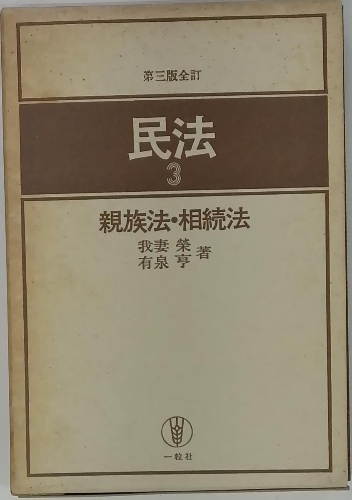 第三版全訂
民法
3
親族法・相続法
我妻榮
有泉亨 著
一粒社